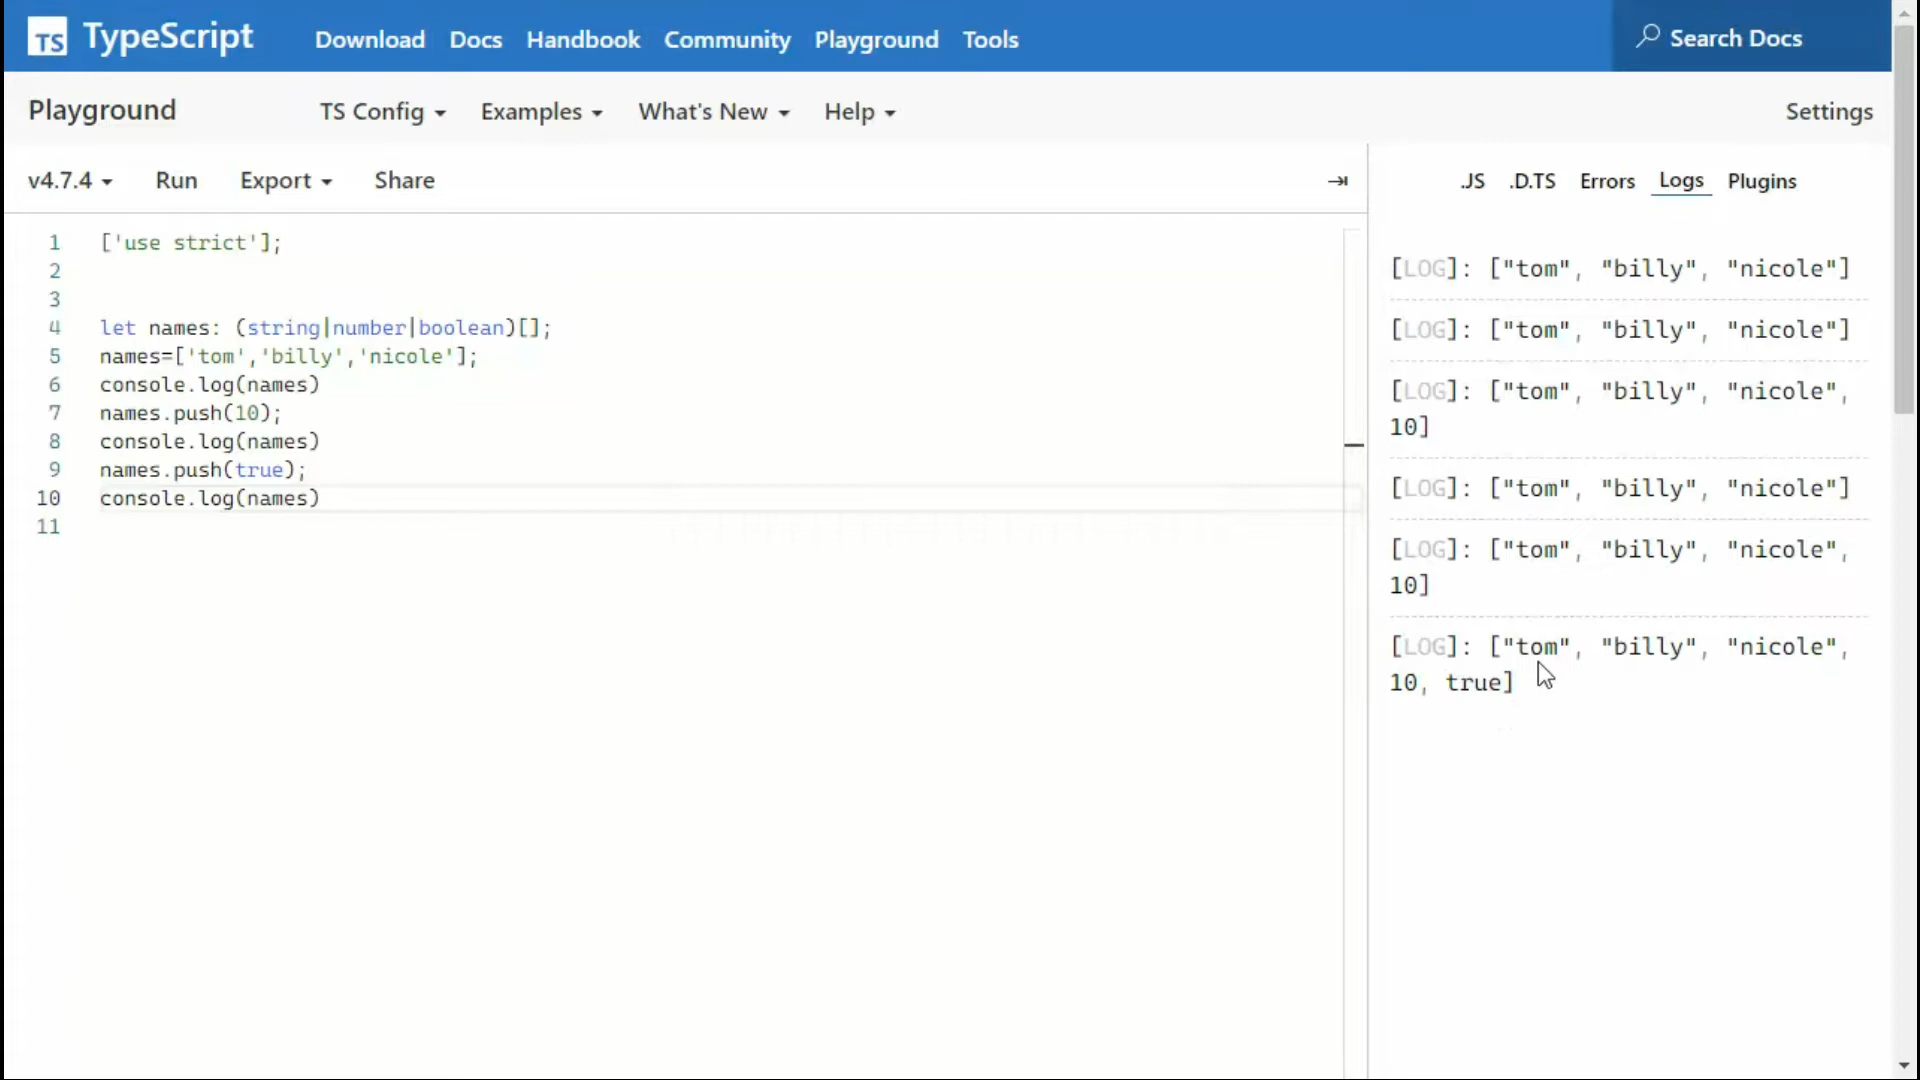 TS TypeScript Download Docs Handbook Community Playground Tools Search Docs
Playground TS Config Examples What's New Help Settings
v4.7.4 Run Export Share .JS .D.TS Errors Logs Plugins
1 ['use strict'];
2
3
4 let names: (string|number|boolean)[];
5 names=['tom','billy','nicole'];
6 console.log(names)
7 names.push(10);
8 console.log(names)
9 names.push(true);
10 console.log(names)
11
[LOG]: ["tom", "billy", "nicole"]
[LOG]: ["tom", "billy", "nicole"]
[LOG]: ["tom", "billy", "nicole",
10]
[LOG]: ["tom", "billy", "nicole"]
[LOG]: ["tom", "billy", "nicole",
10]
[LOG]: ["tom", "billy", "nicole",
10, true]